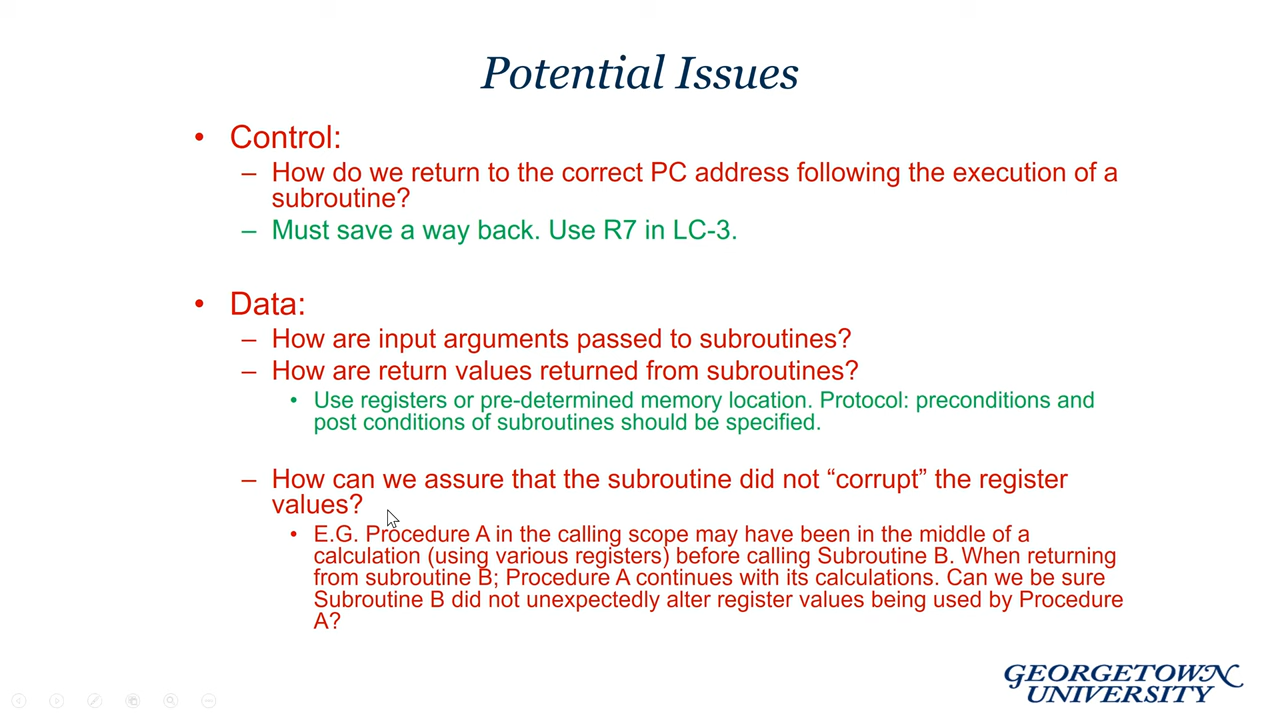 Potential Issues
• Control:
– How do we return to the correct PC address following the execution of a
subroutine?
– Must save a way back. Use R7 in LC-3.
• Data:
– How are input arguments passed to subroutines?
– How are return values returned from subroutines?
• Use registers or pre-determined memory location. Protocol: preconditions and
post conditions of subroutines should be specified.
– How can we assure that the subroutine did not “corrupt” the register
values?
• E.G. Procedure A in the calling scope may have been in the middle of a
calculation (using various registers) before calling Subroutine B. When returning
from subroutine B; Procedure A continues with its calculations. Can we be sure
Subroutine B did not unexpectedly alter register values being used by Procedure
A?
GEORGETOWN
UNIVERSITY